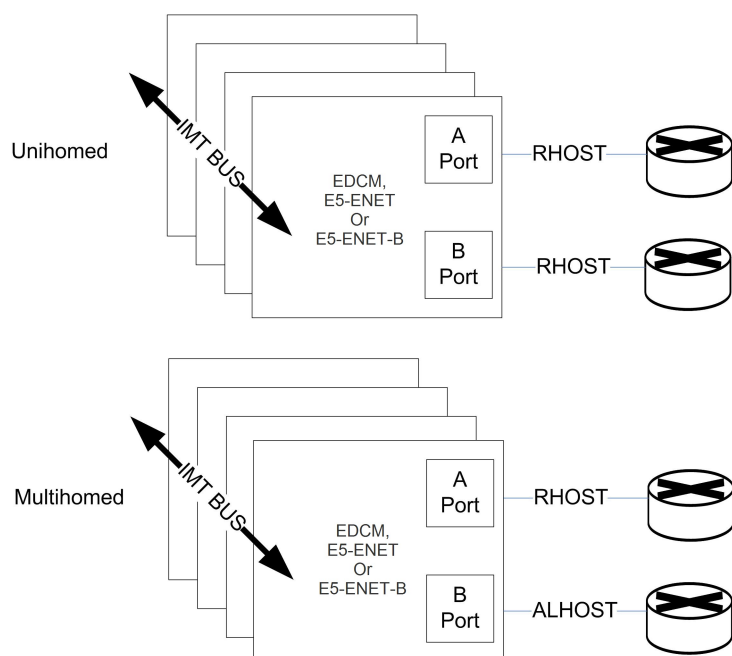 Unihomed
IMT BUS
EDCM,
E5-ENET
Or
E5-ENET-B
A
Port
RHOST
B
Port
RHOST
Multihomed
IMT BUS
EDCM,
E5-ENET
Or
E5-ENET-B
A
Port
RHOST
B
Port
ALHOST